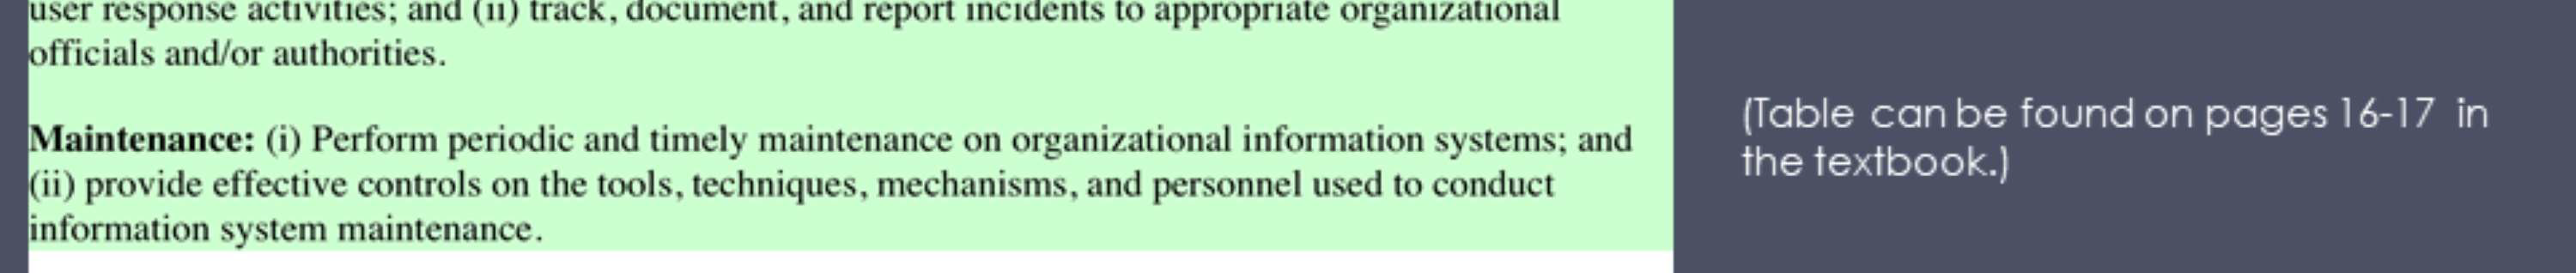 user response activities; and (ii) track, document, and report incidents to appropriate organizational
officials and/or authorities.
Maintenance: (i) Perform periodic and timely maintenance on organizational information systems; and
(ii) provide effective controls on the tools, techniques, mechanisms, and personnel used to conduct
information system maintenance.
(Table can be found on pages 16-17 in
the textbook.)